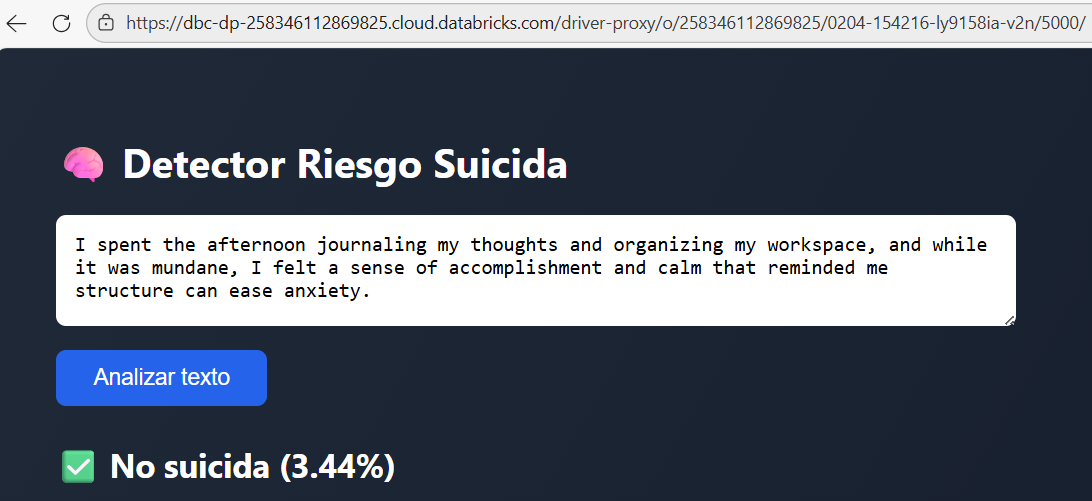 https://dbc-dp-258346112869825.cloud.databricks.com/driver-proxy/o/258346112869825/0204-154216-ly9158ia-v2n/5000/
Detector Riesgo Suicida
I spent the afternoon journaling my thoughts and organizing my workspace, and while
it was mundane, I felt a sense of accomplishment and calm that reminded me
structure can ease anxiety.
Analizar texto
No suicida (3.44%)